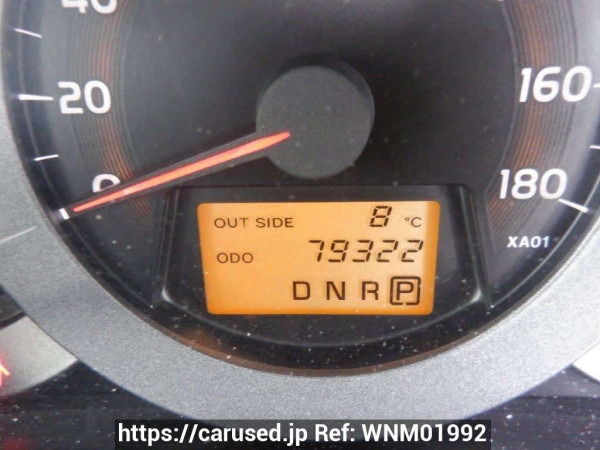 40
20
0
160
180
OUT SIDE 8 °C
ODO 79322
D N R P
XA01
https://carused.jp Ref: WNM01992